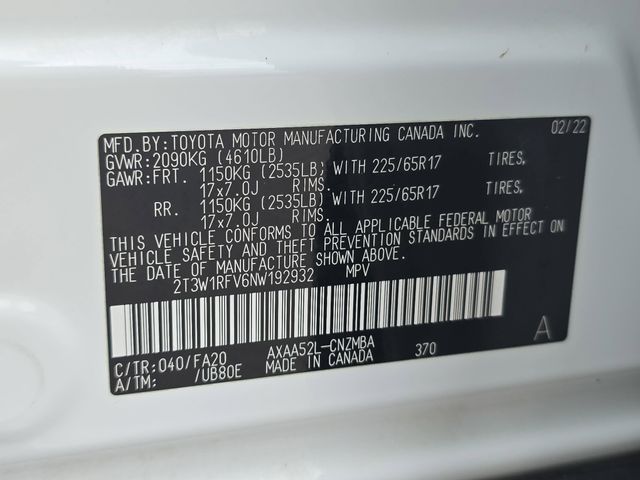 MFD.BY:TOYOTA MOTOR MANUFACTURING CANADA INC. 02/22
GVWR:2090KG (4610LB)
GAWR:FRT. 1150KG (2535LB) WITH 225/65R17 TIRES,
17x7.0J RIMS.
RR. 1150KG (2535LB) WITH 225/65R17 TIRES,
17x7.0J RIMS.
THIS VEHICLE CONFORMS TO ALL APPLICABLE FEDERAL MOTOR
VEHICLE SAFETY AND THEFT PREVENTION STANDARDS IN EFFECT ON
THE DATE OF MANUFACTURE SHOWN ABOVE.
2T3W1RFV6NW192932 MPV
A
C/TR:040/FA20 AXAA52L-CNZMBA 370
A/TM: /UB80E MADE IN CANADA